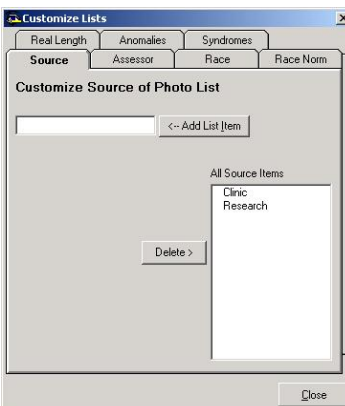 Customize Lists
Real Length Anomalies Syndromes
Source Assessor Race Race Norm
Customize Source of Photo List
<-- Add List Item
All Source Items
Clinic
Research
Delete >
Close